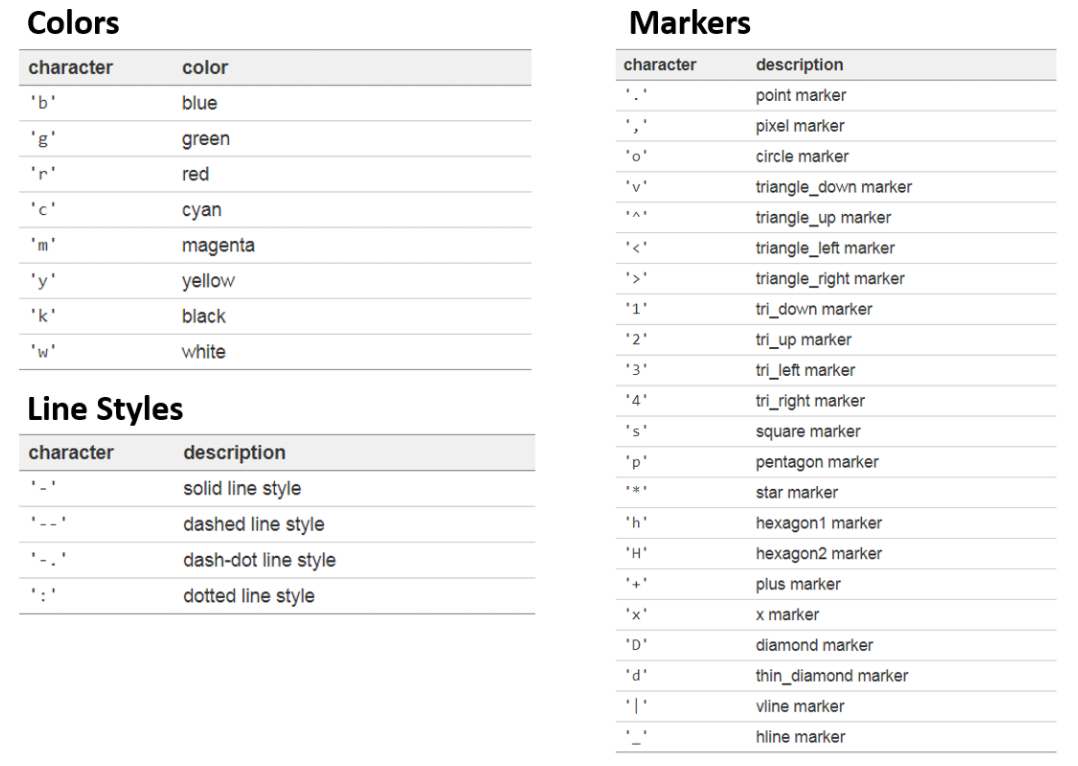 Colors
character color
'b' blue
'g' green
'r' red
'c' cyan
'm' magenta
'y' yellow
'k' black
'w' white
Line Styles
character description
'-' solid line style
'--' dashed line style
'-.' dash-dot line style
':' dotted line style
Markers
character description
'.' point marker
',' pixel marker
'o' circle marker
'v' triangle_down marker
'^' triangle_up marker
'<' triangle_left marker
'>' triangle_right marker
'1' tri_down marker
'2' tri_up marker
'3' tri_left marker
'4' tri_right marker
's' square marker
'p' pentagon marker
'*' star marker
'h' hexagon1 marker
'H' hexagon2 marker
'+' plus marker
'x' x marker
'D' diamond marker
'd' thin_diamond marker
'|' vline marker
'_' hline marker